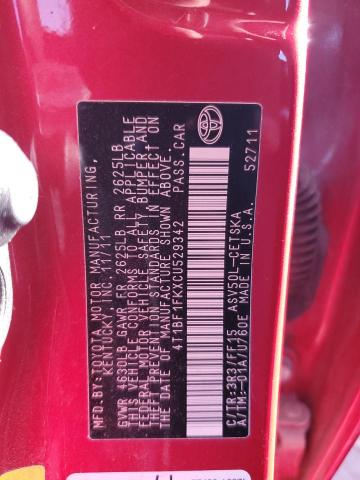 MFD. BY:
TOYOTA MOTOR MANUFACTURING,
KENTUCKY, INC. 11/11
GVWR 4630LB GAWR FR 2625LB RR 2625LB
THIS VEHICLE CONFORMS TO ALL APPLICABLE
FEDERAL MOTOR VEHICLE SAFETY, BUMPER, AND
THEFT PREVENTION STANDARDS IN EFFECT ON
THE DATE OF MANUFACTURE SHOWN ABOVE.
4T1BF1FKXCU529342 PASS.CAR
C/TR:3R3/FF15 ASV50L-CETSKA
A/TM:-01A/U760E MADE IN U.S.A.
52711